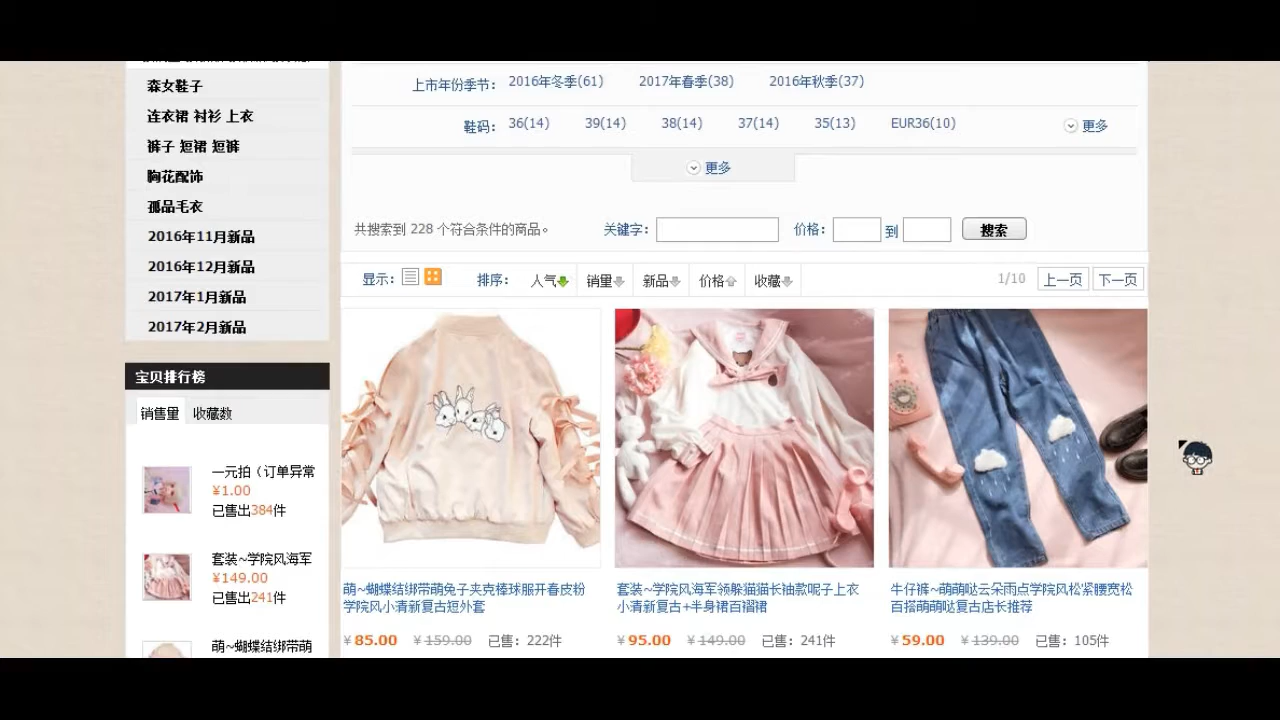 森女鞋子
连衣裙 衬衫 上衣
裤子 短裙 短裤
胸花配饰
孤品毛衣
2016年11月新品
2016年12月新品
2017年1月新品
2017年2月新品
宝贝排行榜
销售量 收藏数
一元拍（订单异常
¥1.00
已售出384件
套装~学院风海军
¥149.00
已售出241件
萌~蝴蝶结绑带萌
上市年份季节: 2016年冬季(61) 2017年春季(38) 2016年秋季(37)
鞋码: 36(14) 39(14) 38(14) 37(14) 35(13) EUR36(10) 更多
更多
共搜索到 228 个符合条件的商品。 关键字: 价格: 到 搜索
显示: 排序: 人气 销量 新品 价格 收藏 1/10 上一页 下一页
萌~蝴蝶结绑带萌兔子夹克棒球服开春皮粉
学院风小清新复古短外套
¥ 85.00 ¥ 159.00 已售: 222件
套装~学院风海军领躲猫猫长袖款呢子上衣
小清新复古+半身裙百褶裙
¥ 95.00 ¥ 149.00 已售: 241件
牛仔裤~萌萌哒云朵雨点学院风松紧腰宽松
百搭萌萌哒复古店长推荐
¥ 59.00 ¥ 139.00 已售: 105件